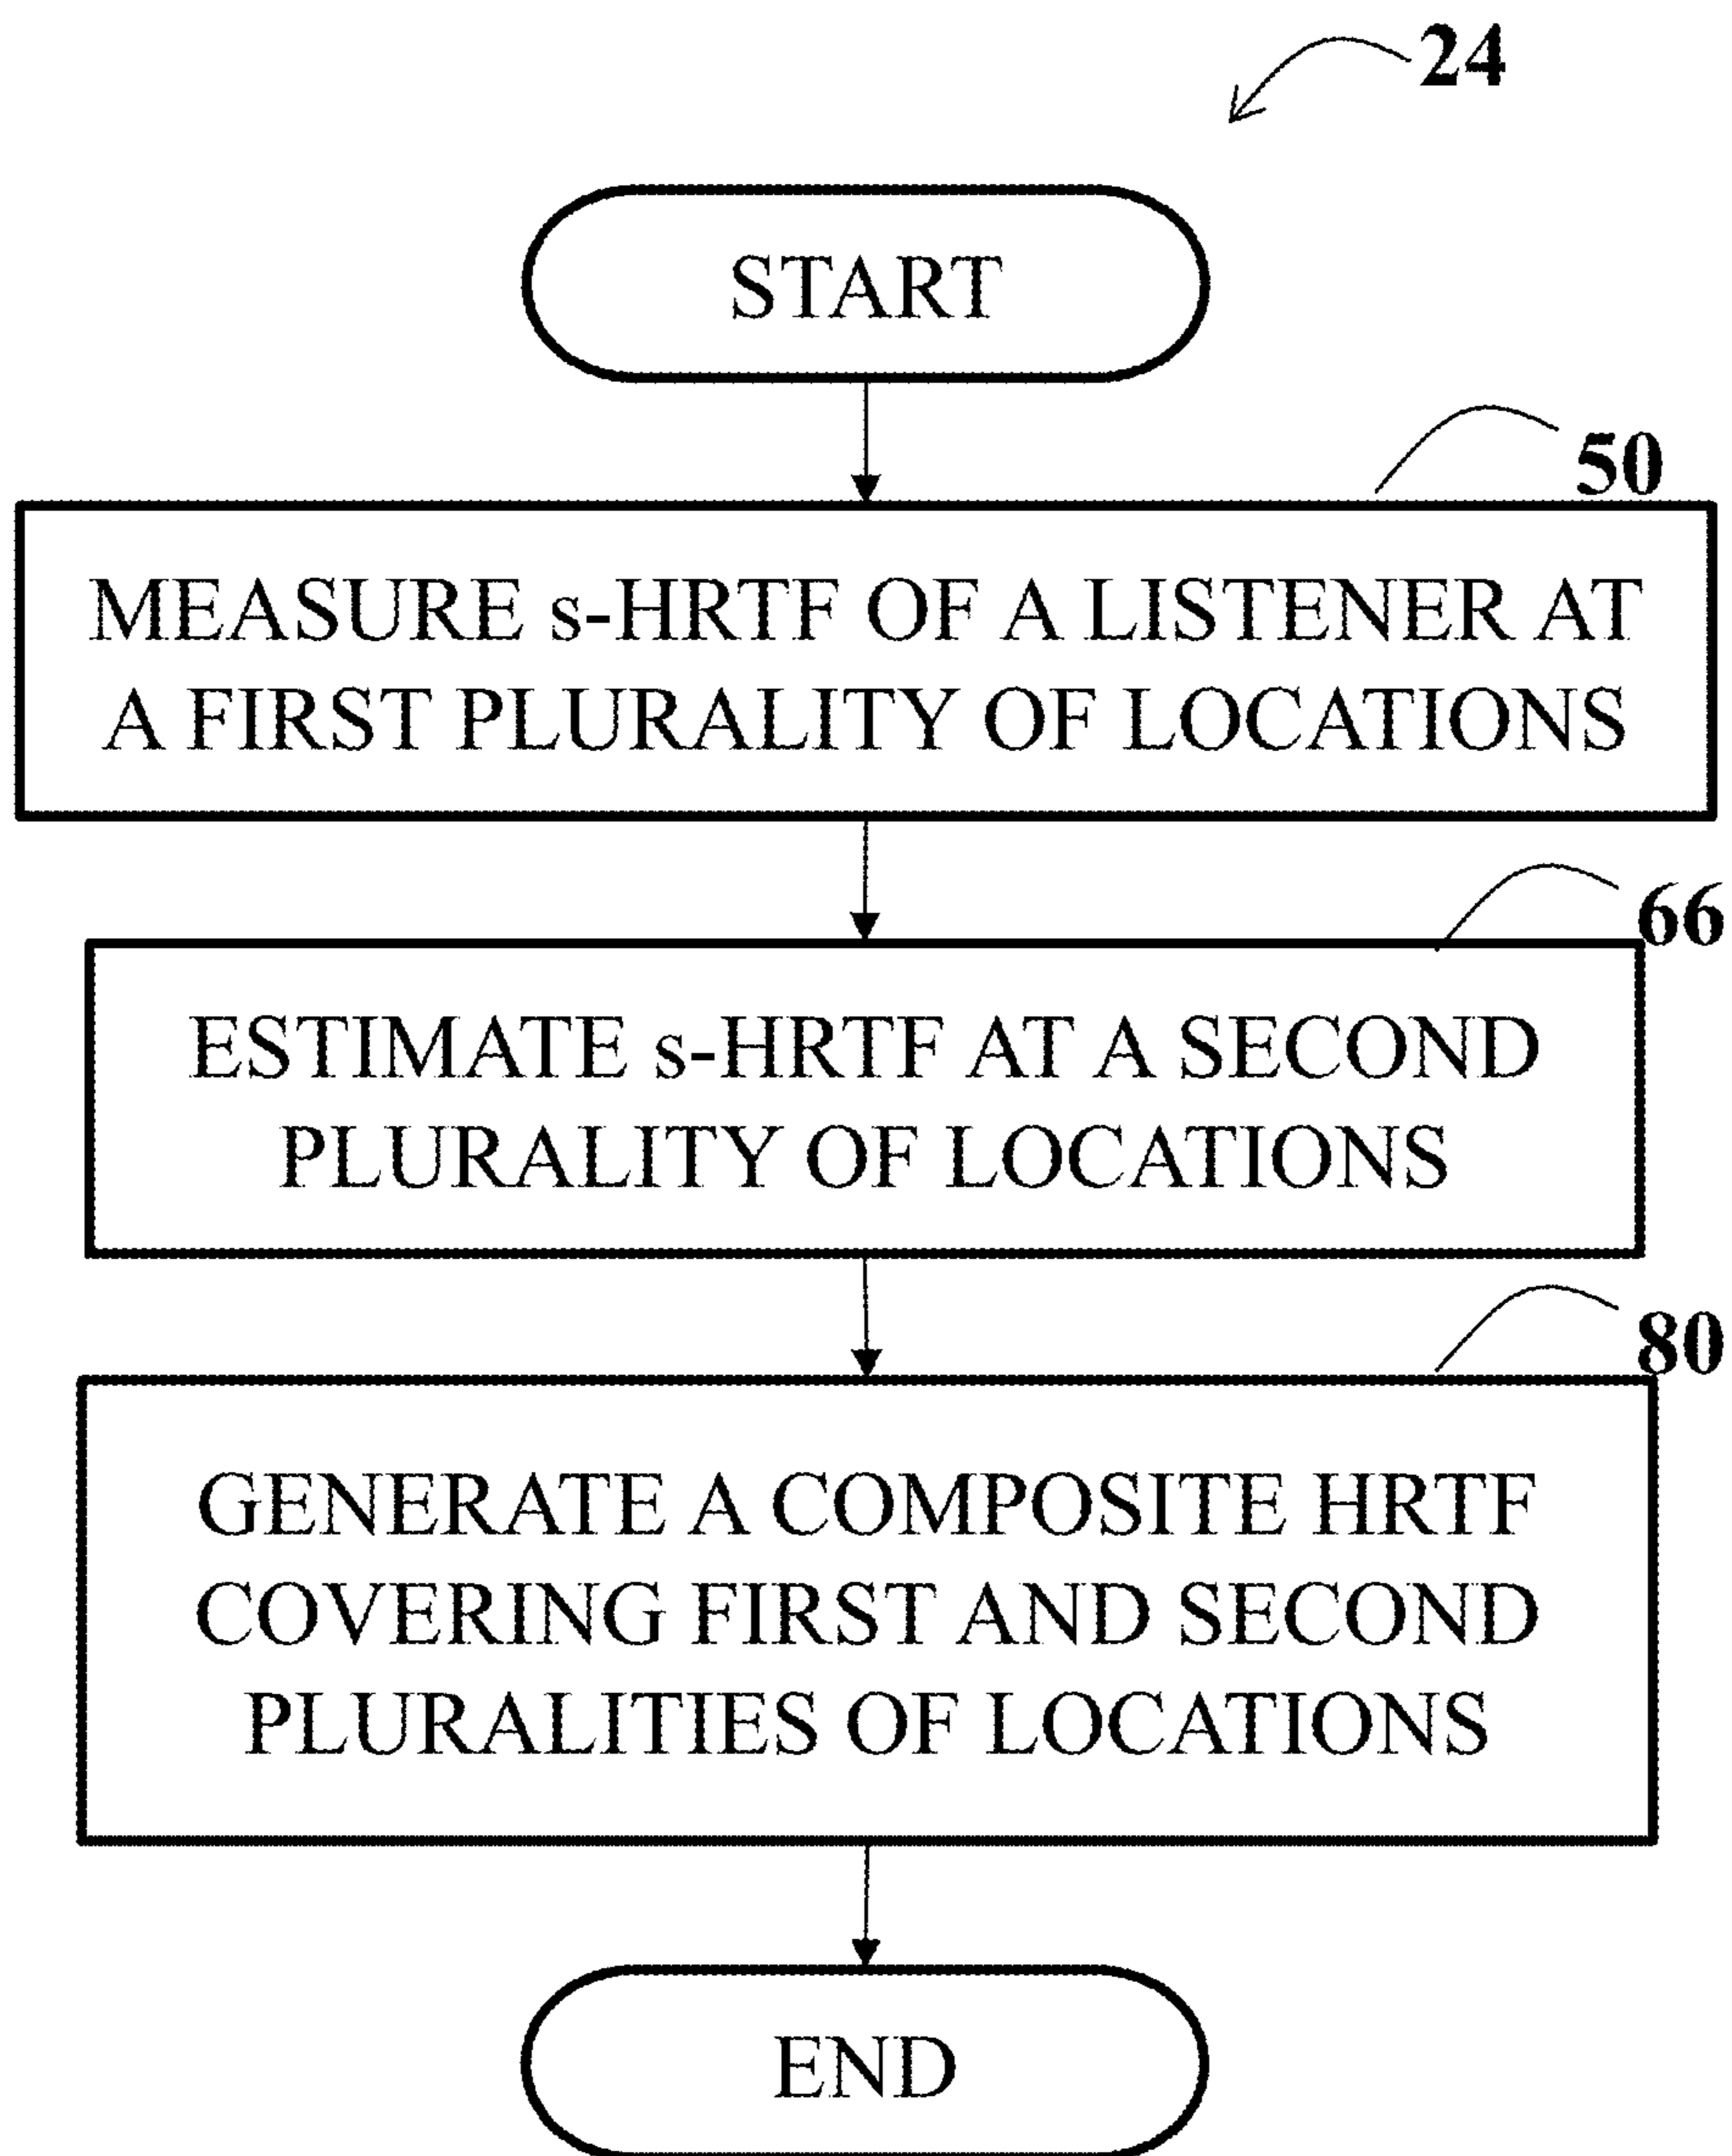 24
START
50
MEASURE s-HRTF OF A LISTENER AT
A FIRST PLURALITY OF LOCATIONS
66
ESTIMATE s-HRTF AT A SECOND
PLURALITY OF LOCATIONS
80
GENERATE A COMPOSITE HRTF
COVERING FIRST AND SECOND
PLURALITIES OF LOCATIONS
END